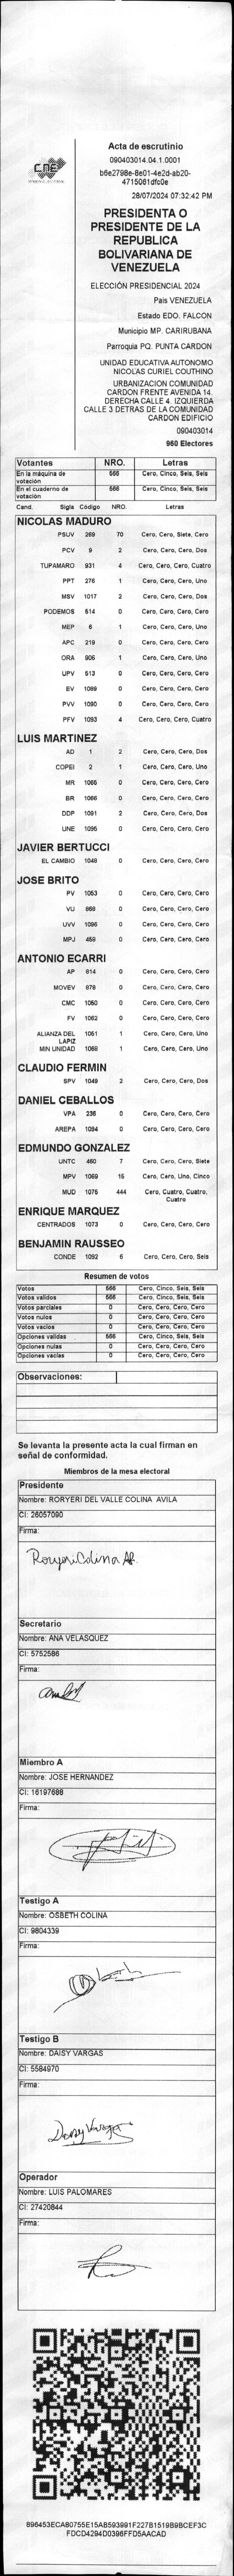 Acta de escrutinio
090403014.04.1.0001
b6e2798e-8e01-4e2d-ab20-
4715081dfc0e
28/07/2024 07:32:42 PM
CNE
PRESIDENTA O
PRESIDENTE DE LA
REPUBLICA
BOLIVARIANA DE
VENEZUELA
ELECCIÓN PRESIDENCIAL 2024
Pais VENEZUELA
Estado EDO. FALCON
Municipio MP. CARIRUBANA
Parroquia PQ. PUNTA CARDON
UNIDAD EDUCATIVA AUTONOMO
NICOLAS CURIEL COUTHINO
URBANIZACION COMUNIDAD
CARDON FRENTE AVENIDA 14.
DERECHA CALLE 4. IZQUIERDA
CALLE 3 DETRAS DE LA COMUNIDAD
CARDON EDIFICIO
090403014
960 Electores
Votantes NRO. Letras
En la máquina de votación 566 Cero, Cinco, Seis, Seis
En el cuaderno de votación 566 Cero, Cinco, Seis, Seis
Cand. Sigla Código NRO. Letras
NICOLAS MADURO
PSUV 269 70 Cero, Cero, Siete, Cero
PCV 9 2 Cero, Cero, Cero, Dos
TUPAMARO 931 4 Cero, Cero, Cero, Cuatro
PPT 276 1 Cero, Cero, Cero, Uno
MSV 1017 2 Cero, Cero, Cero, Dos
PODEMOS 514 0 Cero, Cero, Cero, Cero
MEP 6 1 Cero, Cero, Cero, Uno
APC 219 0 Cero, Cero, Cero, Cero
ORA 906 1 Cero, Cero, Cero, Uno
UPV 513 0 Cero, Cero, Cero, Cero
EV 1089 0 Cero, Cero, Cero, Cero
PVV 1090 0 Cero, Cero, Cero, Cero
PFV 1093 4 Cero, Cero, Cero, Cuatro
LUIS MARTINEZ
AD 1 2 Cero, Cero, Cero, Dos
COPEI 2 1 Cero, Cero, Cero, Uno
MR 1065 0 Cero, Cero, Cero, Cero
BR 1066 0 Cero, Cero, Cero, Cero
DDP 1091 2 Cero, Cero, Cero, Dos
UNE 1095 0 Cero, Cero, Cero, Cero
JAVIER BERTUCCI
EL CAMBIO 1048 0 Cero, Cero, Cero, Cero
JOSE BRITO
PV 1053 0 Cero, Cero, Cero, Cero
VU 868 0 Cero, Cero, Cero, Cero
UVV 1096 0 Cero, Cero, Cero, Cero
MPJ 458 0 Cero, Cero, Cero, Cero
ANTONIO ECARRI
AP 814 0 Cero, Cero, Cero, Cero
MOVEV 978 0 Cero, Cero, Cero, Cero
CMC 1050 0 Cero, Cero, Cero, Cero
FV 1062 0 Cero, Cero, Cero, Cero
ALIANZA DEL LAPIZ 1051 1 Cero, Cero, Cero, Uno
MIN UNIDAD 1068 1 Cero, Cero, Cero, Uno
CLAUDIO FERMIN
SPV 1049 2 Cero, Cero, Cero, Dos
DANIEL CEBALLOS
VPA 236 0 Cero, Cero, Cero, Cero
AREPA 1094 0 Cero, Cero, Cero, Cero
EDMUNDO GONZALEZ
UNTC 460 7 Cero, Cero, Cero, Siete
MPV 1069 15 Cero, Cero, Uno, Cinco
MUD 1075 444 Cero, Cuatro, Cuatro,
Cuatro
ENRIQUE MARQUEZ
CENTRADOS 1073 0 Cero, Cero, Cero, Cero
BENJAMIN RAUSSEO
CONDE 1092 6 Cero, Cero, Cero, Seis
Resumen de votos
Votos 566 Cero, Cinco, Seis, Seis
Votos validos 566 Cero, Cinco, Seis, Seis
Votos parciales 0 Cero, Cero, Cero, Cero
Votos nulos 0 Cero, Cero, Cero, Cero
Votos vacios 0 Cero, Cero, Cero, Cero
Opciones validas 566 Cero, Cinco, Seis, Seis
Opciones nulas 0 Cero, Cero, Cero, Cero
Opciones vacias 0 Cero, Cero, Cero, Cero
Observaciones:
Se levanta la presente acta la cual firman en
señal de conformidad.
Miembros de la mesa electoral
Presidente
Nombre: RORYERI DEL VALLE COLINA AVILA
CI: 26057090
Firma:
Roryeri Colina
Secretario
Nombre: ANA VELASQUEZ
CI: 5752586
Firma:
Miembro A
Nombre: JOSE HERNANDEZ
CI: 16197688
Firma:
Testigo A
Nombre: OSBETH COLINA
CI: 9804339
Firma:
Testigo B
Nombre: DAISY VARGAS
CI: 5584970
Firma:
Daisy Vargas
Operador
Nombre: LUIS PALOMARES
CI: 27420844
Firma:
896453ECA80755E15AB593991F227B1519B9BCEF3C
FDCD4294D0396FFD5AACAD